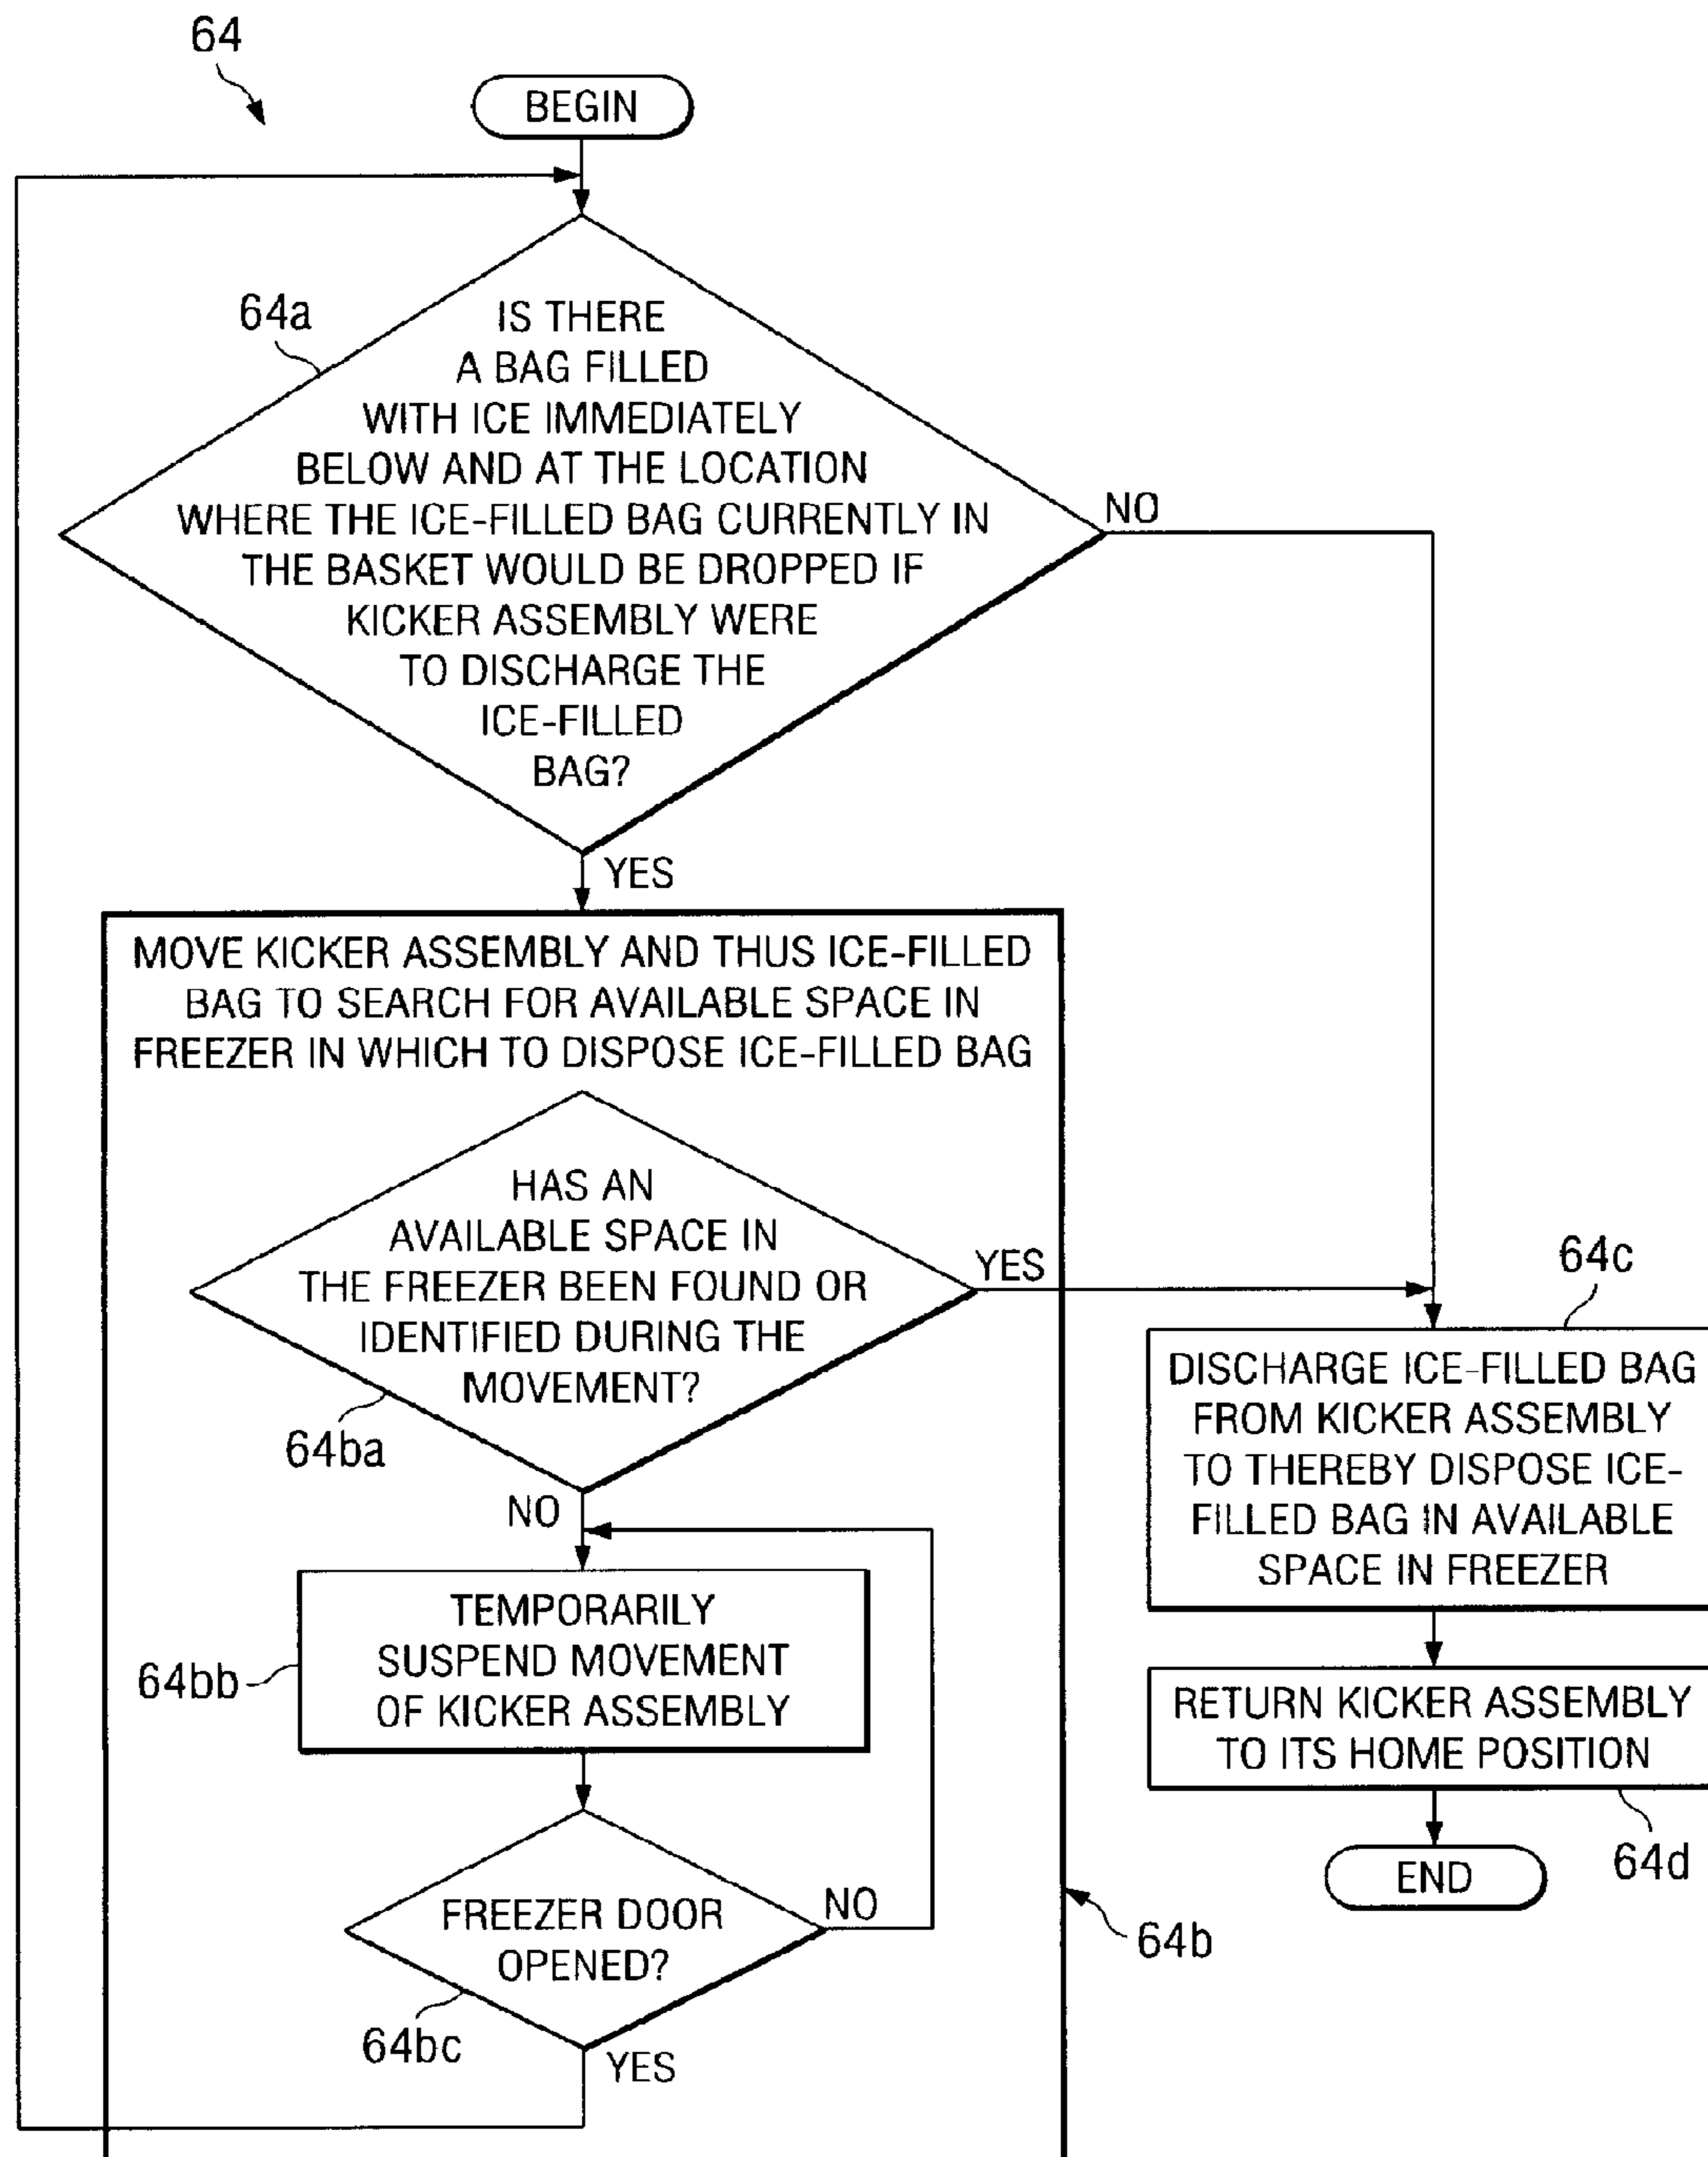 64
BEGIN
64a
IS THERE
A BAG FILLED
WITH ICE IMMEDIATELY
BELOW AND AT THE LOCATION
WHERE THE ICE-FILLED BAG CURRENTLY IN
THE BASKET WOULD BE DROPPED IF
KICKER ASSEMBLY WERE
TO DISCHARGE THE
ICE-FILLED
BAG?
NO
YES
MOVE KICKER ASSEMBLY AND THUS ICE-FILLED
BAG TO SEARCH FOR AVAILABLE SPACE IN
FREEZER IN WHICH TO DISPOSE ICE-FILLED BAG
HAS AN
AVAILABLE SPACE IN
THE FREEZER BEEN FOUND OR
IDENTIFIED DURING THE
MOVEMENT?
YES
64ba
NO
TEMPORARILY
SUSPEND MOVEMENT
OF KICKER ASSEMBLY
64bb
FREEZER DOOR
OPENED?
NO
64bc
YES
64b
64c
DISCHARGE ICE-FILLED BAG
FROM KICKER ASSEMBLY
TO THEREBY DISPOSE ICE-
FILLED BAG IN AVAILABLE
SPACE IN FREEZER
RETURN KICKER ASSEMBLY
TO ITS HOME POSITION
64d
END